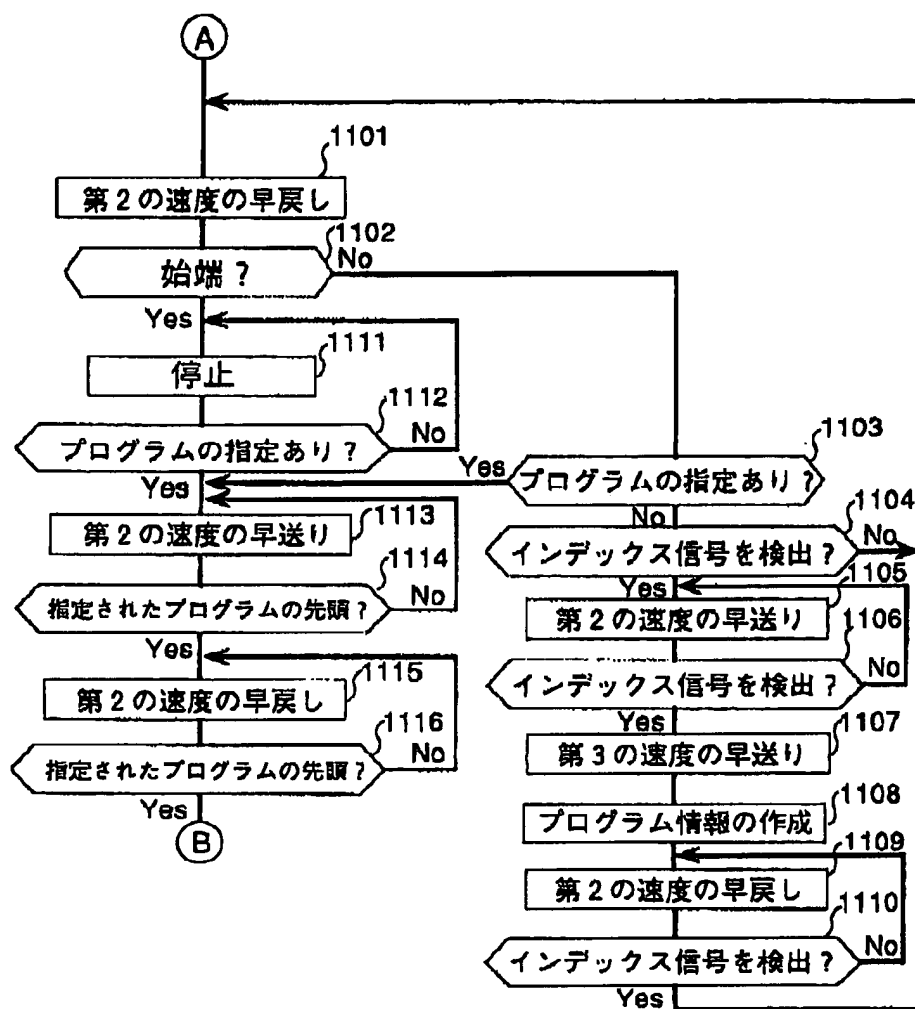 A
1101
第2の速度の早戻し
1102
始端?
No
Yes
1111
停止
1112
プログラムの指定あり?
No
Yes
1113
第2の速度の早送り
1114
指定されたプログラムの先頭?
No
Yes
1115
第2の速度の早戻し
1116
指定されたプログラムの先頭?
No
Yes
B
1103
プログラムの指定あり?
Yes
No
1104
インデックス信号を検出?
No
Yes
1105
第2の速度の早送り
1106
インデックス信号を検出?
No
Yes
1107
第3の速度の早送り
1108
プログラム情報の作成
1109
第2の速度の早戻し
1110
インデックス信号を検出?
No
Yes